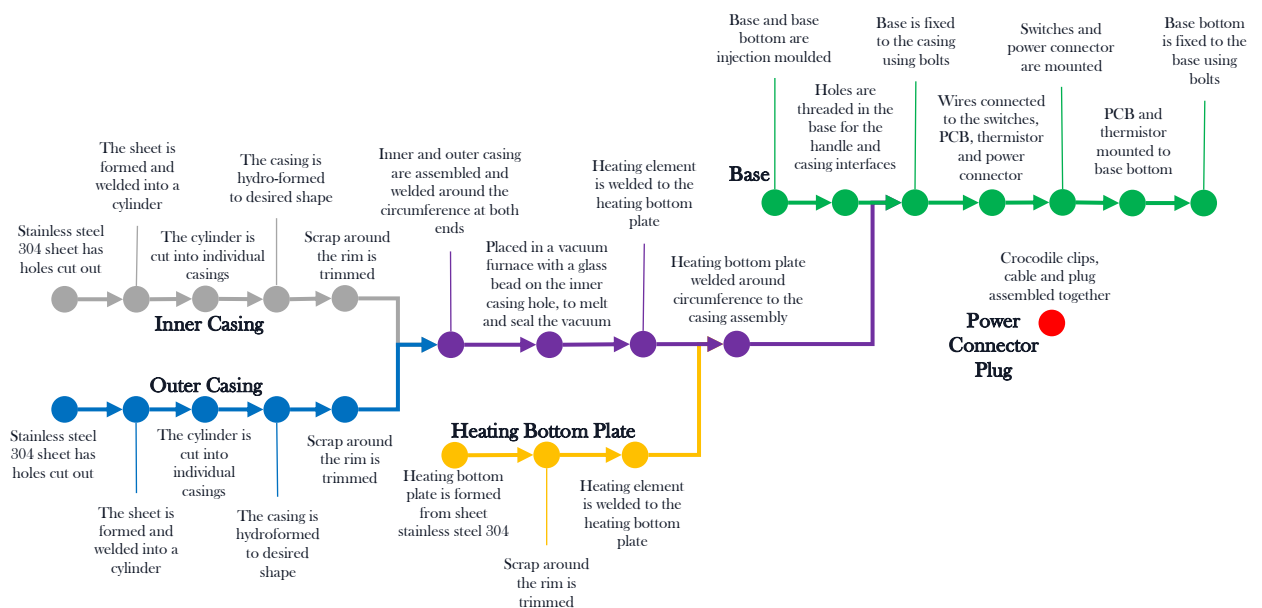 Base and base
bottom are
injection moulded
Base is fixed
to the casing
using bolts
Switches and
power connector
are mounted
Base bottom
is fixed to the
base using
bolts
Holes are
threaded in the
base for the
handle and
casing interfaces
Wires connected
to the switches,
PCB, thermistor
and power
connector
PCB and
thermistor
mounted to
base bottom
Base
The sheet is
formed and
welded into a
cylinder
The casing is
hydro-formed
to desired shape
Inner and outer casing
are assembled and
welded around the
circumference at both
ends
Heating element
is welded to the
heating bottom
plate
Stainless steel
304 sheet has
holes cut out
The cylinder is
cut into individual
casings
Scrap around
the rim is
trimmed
Placed in a vacuum
furnace with a glass
bead on the inner
casing hole, to melt
and seal the vacuum
Heating bottom plate
welded around
circumference to the
casing assembly
Crocodile clips,
cable and plug
assembled together
Inner Casing
Power
Connector
Plug
Outer Casing
Stainless steel
304 sheet has
holes cut out
The cylinder is
cut into
individual
casings
Scrap around
the rim is
trimmed
The sheet is
formed and
welded into a
cylinder
The casing is
hydroformed
to desired
shape
Heating Bottom Plate
Heating bottom
plate is formed
from sheet
stainless steel 304
Heating element
is welded to the
heating bottom
plate
Scrap around
the rim is
trimmed